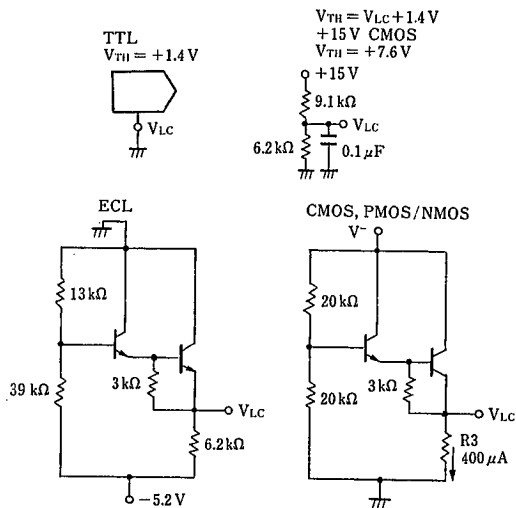 TTL
VTH = +1.4 V
VLC
VTH = VLC + 1.4 V
+15 V CMOS
VTH = +7.6 V
+15 V
9.1 kΩ
VLC
6.2 kΩ
0.1 μF
ECL
13 kΩ
3 kΩ
39 kΩ
VLC
6.2 kΩ
−5.2 V
CMOS, PMOS/NMOS
V−
20 kΩ
3 kΩ
20 kΩ
VLC
R3
400 μA